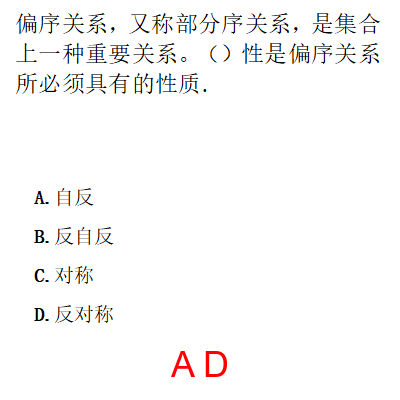 偏序关系，又称部分序关系，是集合
上一种重要关系。（）性是偏序关系
所必须具有的性质.
A. 自反
B. 反自反
C. 对称
D. 反对称
A D